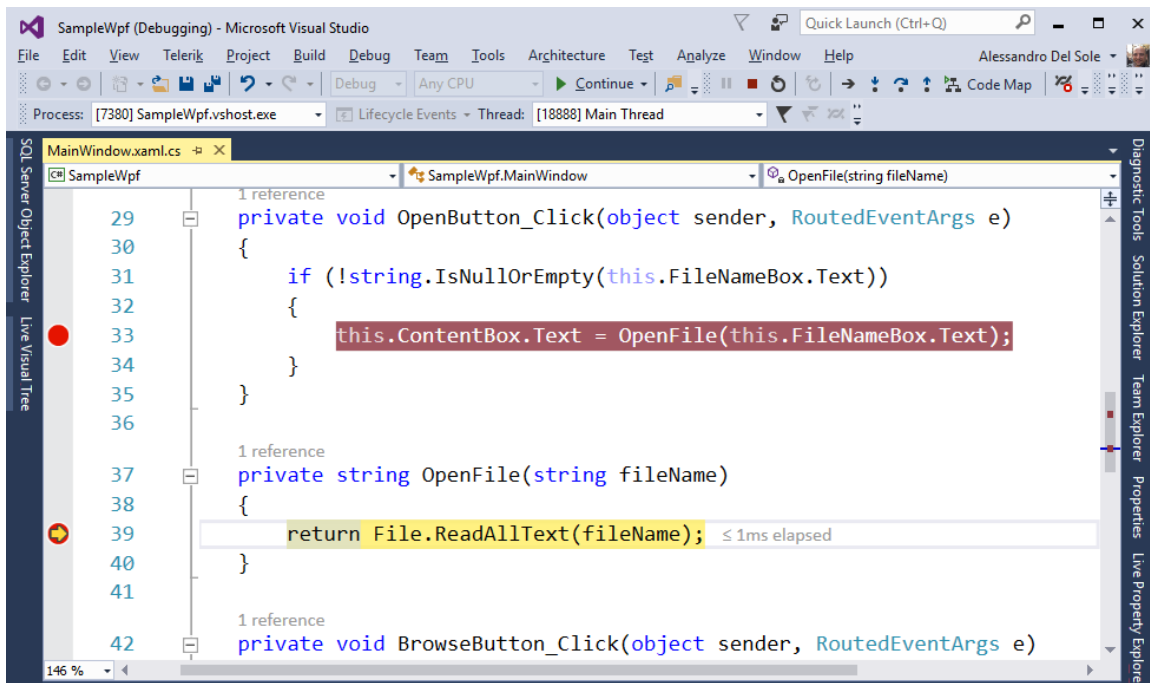 SampleWpf (Debugging) - Microsoft Visual Studio
Quick Launch (Ctrl+Q)
File Edit View Telerik Project Build Debug Team Tools Architecture Test Analyze Window Help Alessandro Del Sole
Debug Any CPU Continue Code Map
Process: [7380] SampleWpf.vshost.exe Lifecycle Events Thread: [18888] Main Thread
SQL Server Object Explorer
Live Visual Tree
MainWindow.xaml.cs
C# SampleWpf SampleWpf.MainWindow OpenFile(string fileName)
1 reference
29 private void OpenButton_Click(object sender, RoutedEventArgs e)
30 {
31 if (!string.IsNullOrEmpty(this.FileNameBox.Text))
32 {
33 this.ContentBox.Text = OpenFile(this.FileNameBox.Text);
34 }
35 }
36
1 reference
37 private string OpenFile(string fileName)
38 {
39 return File.ReadAllText(fileName); ≤ 1ms elapsed
40 }
41
1 reference
42 private void BrowseButton_Click(object sender, RoutedEventArgs e)
146 %
Diagnostic Tools
Solution Explorer
Team Explorer
Properties
Live Property Explore